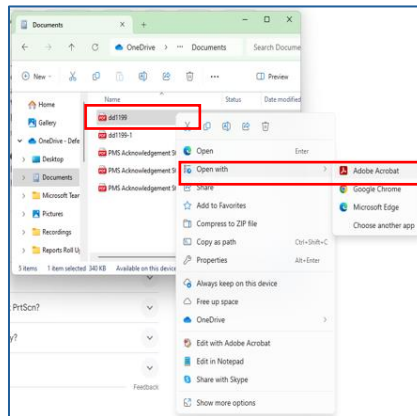 Documents
OneDrive
Documents
Search Docume
New
Preview
Name
Status
Date modified
Home
Gallery
OneDrive - Defe
Desktop
Documents
Microsoft Tear
Pictures
Recordings
Reports Roll U
dd1199
dd1199-1
PMS Acknowledgement S
PMS Acknowledgement S
PMS Acknowledgement S
5 items
1 item selected
340 KB
Available on this device
Open
Enter
Open with
Share
Add to Favorites
Compress to ZIP file
Copy as path
Ctrl+Shift+C
Properties
Alt+Enter
Always keep on this device
Free up space
OneDrive
Edit with Adobe Acrobat
Edit in Notepad
Share with Skype
Show more options
Adobe Acrobat
Google Chrome
Microsoft Edge
Choose another app
PrtScn?
y?
Feedback